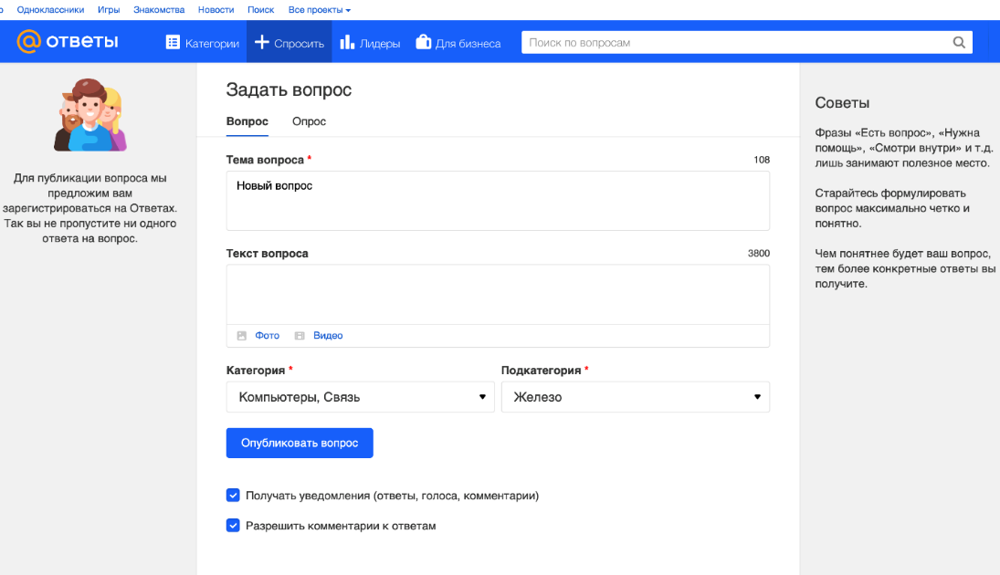 о Одноклассники Игры Знакомства Новости Поиск Все проекты
ответы Категории Спросить Лидеры Для бизнеса Поиск по вопросам
Для публикации вопроса мы
предложим вам
зарегистрироваться на Ответах.
Так вы не пропустите ни одного
ответа на вопрос.
Задать вопрос
Вопрос Опрос
Тема вопроса * 108
Новый вопрос
Текст вопроса 3800
Фото Видео
Категория * Подкатегория *
Компьютеры, Связь Железо
Опубликовать вопрос
Получать уведомления (ответы, голоса, комментарии)
Разрешить комментарии к ответам
Советы
Фразы «Есть вопрос», «Нужна
помощь», «Смотри внутри» и т.д.
лишь занимают полезное место.
Старайтесь формулировать
вопрос максимально четко и
понятно.
Чем понятнее будет ваш вопрос,
тем более конкретные ответы вы
получите.